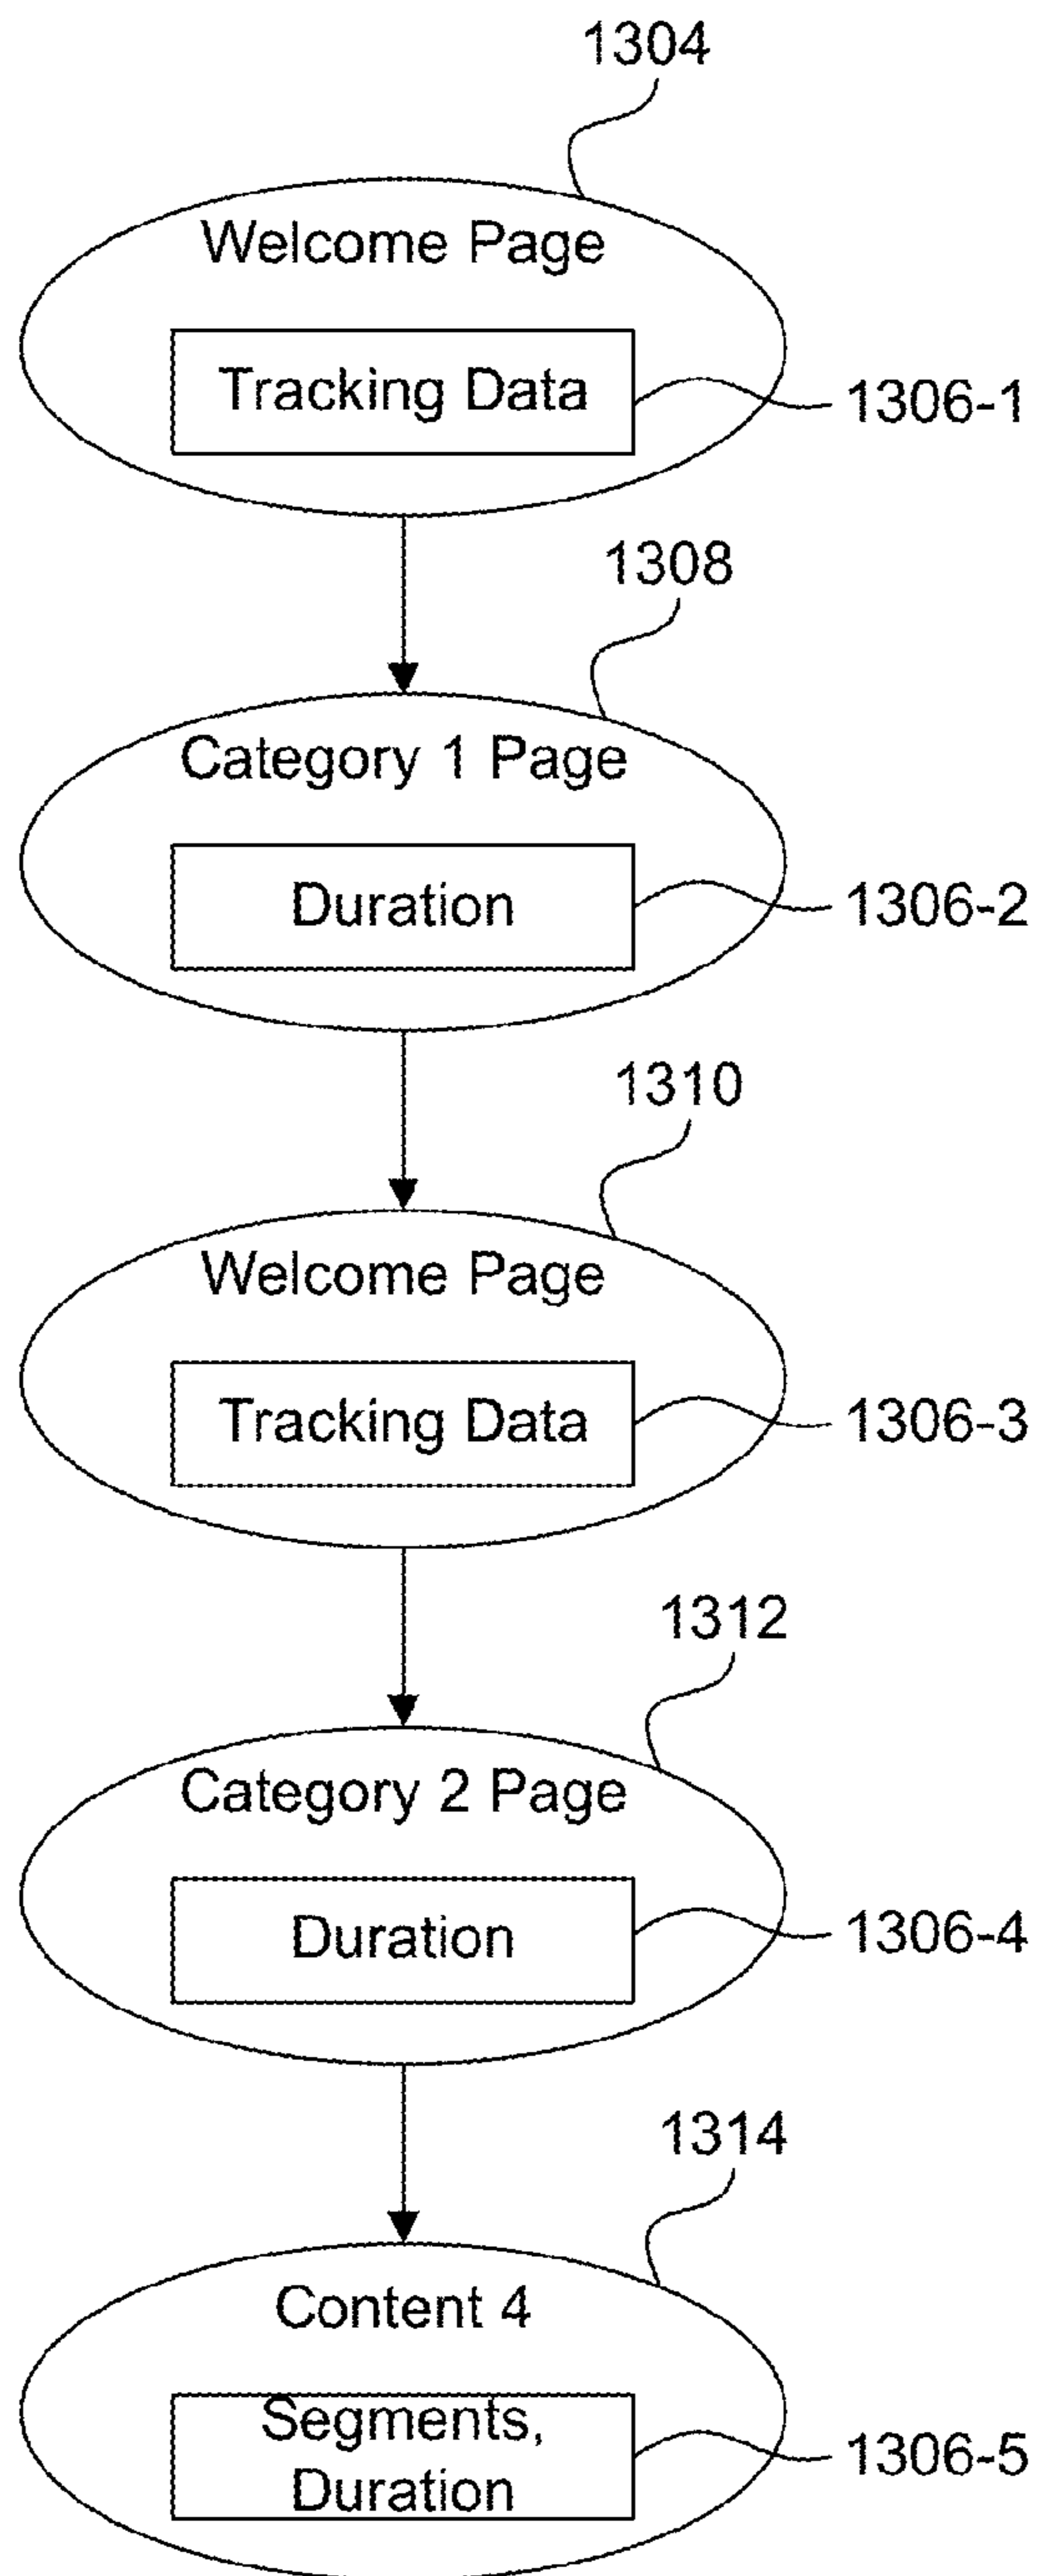 1304
Welcome Page
Tracking Data
1306-1
1308
Category 1 Page
Duration
1306-2
1310
Welcome Page
Tracking Data
1306-3
1312
Category 2 Page
Duration
1306-4
1314
Content 4
Segments,
Duration
1306-5